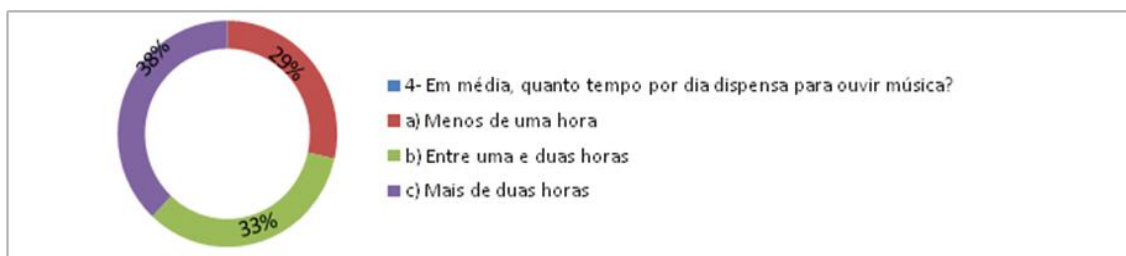 38%
29%
33%
4- Em média, quanto tempo por dia dispensa para ouvir música?
a) Menos de uma hora
b) Entre uma e duas horas
c) Mais de duas horas